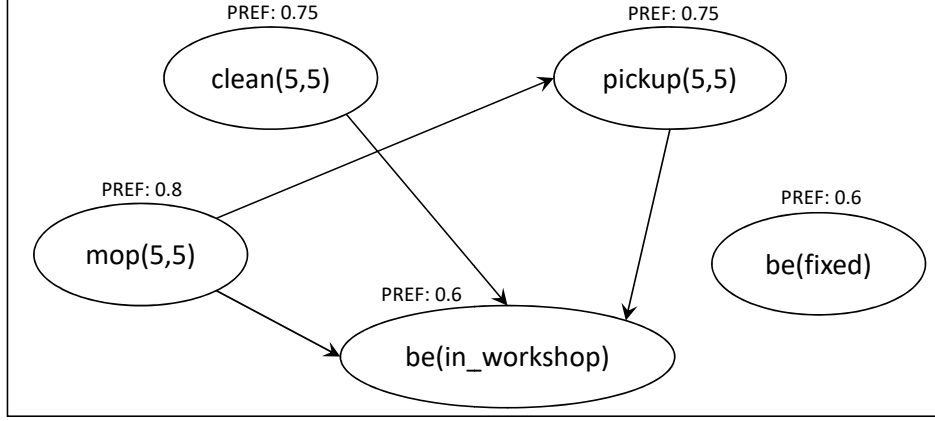 PREF: 0.75
PREF: 0.75
clean(5,5)
pickup(5,5)
PREF: 0.8
PREF: 0.6
mop(5,5)
be(fixed)
PREF: 0.6
be(in_workshop)